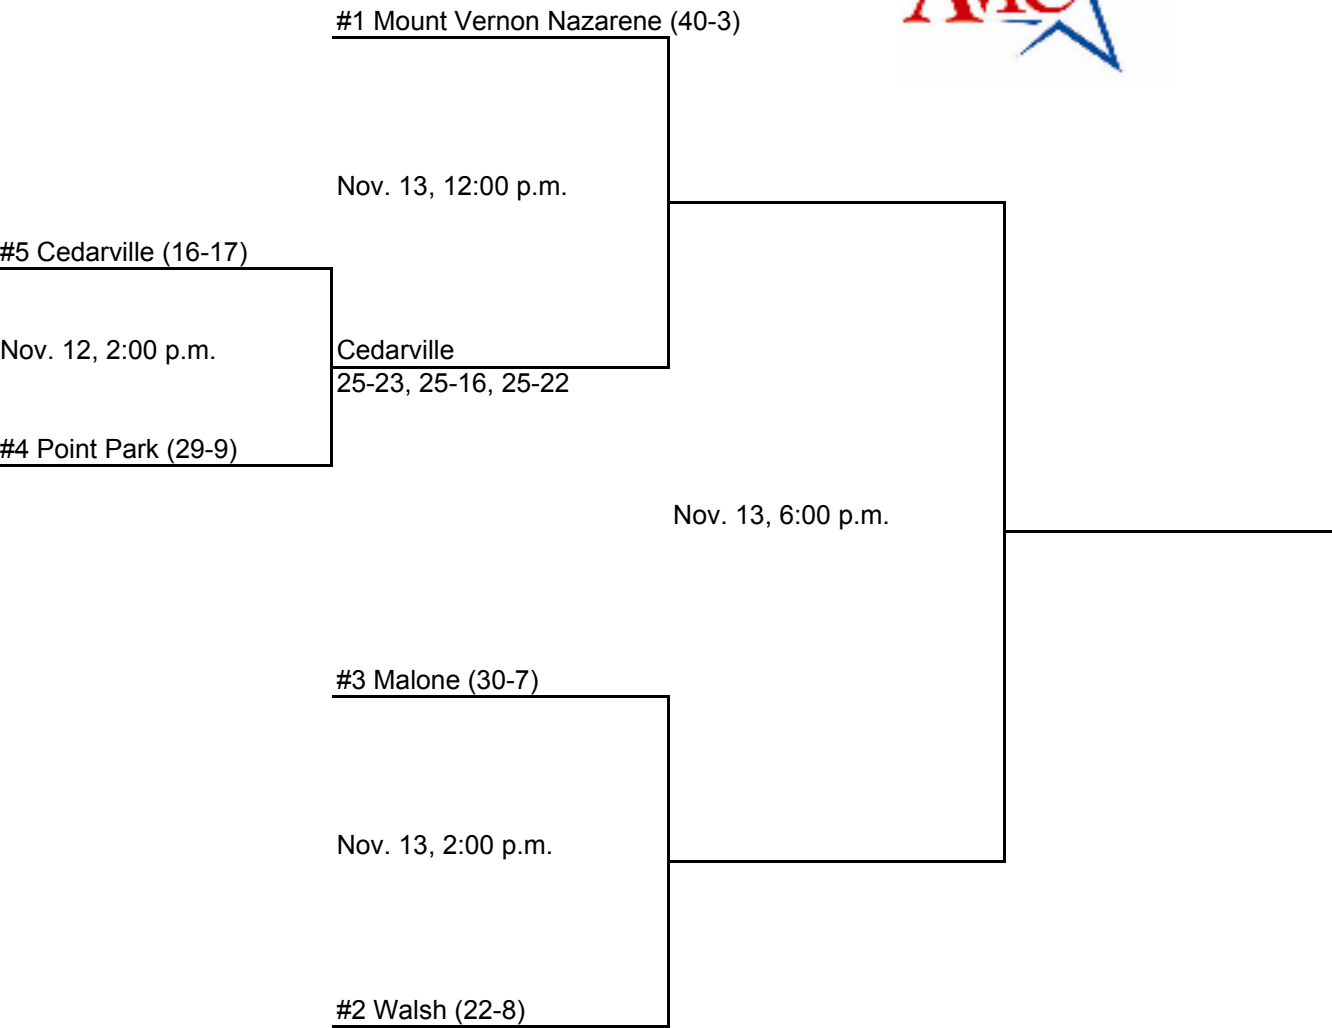 #1 Mount Vernon Nazarene (40-3)
AMC
Nov. 13, 12:00 p.m.
#5 Cedarville (16-17)
Nov. 12, 2:00 p.m.
Cedarville
25-23, 25-16, 25-22
#4 Point Park (29-9)
Nov. 13, 6:00 p.m.
#3 Malone (30-7)
Nov. 13, 2:00 p.m.
#2 Walsh (22-8)